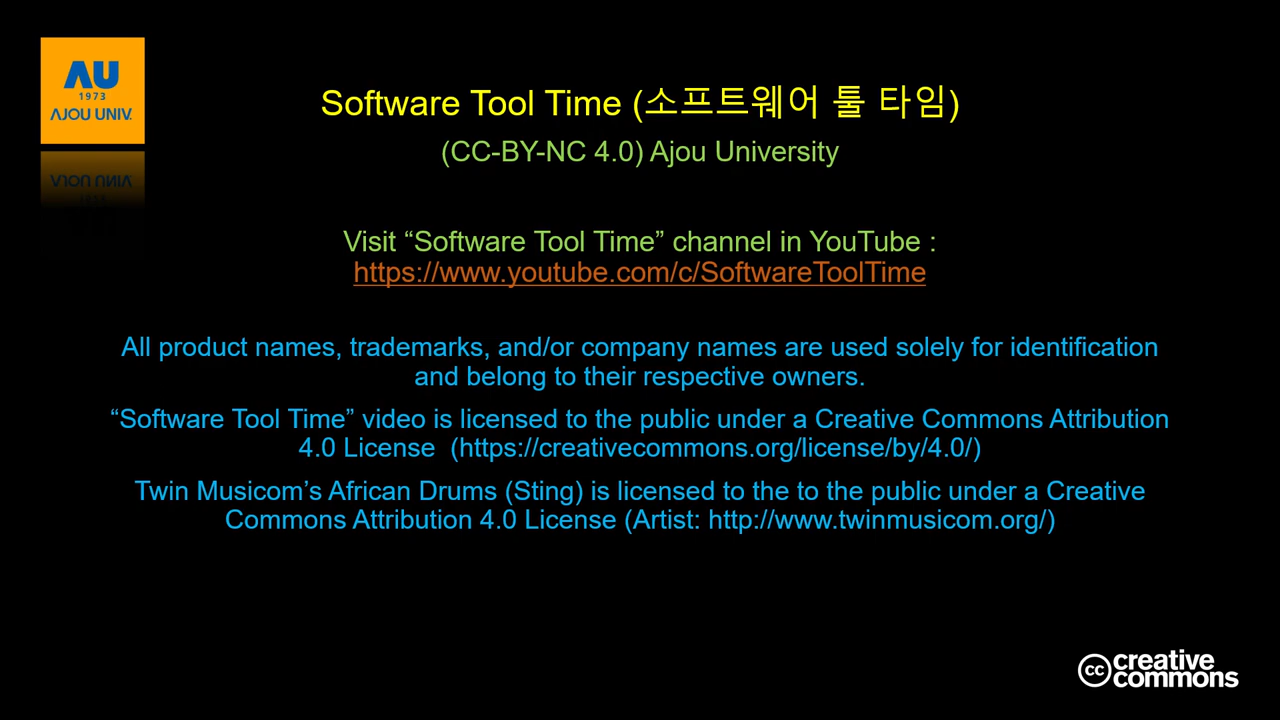 AU
1973
AJOU UNIV.
Software Tool Time (소프트웨어 툴 타임)
(CC-BY-NC 4.0) Ajou University
Visit “Software Tool Time” channel in YouTube :
https://www.youtube.com/c/SoftwareToolTime
All product names, trademarks, and/or company names are used solely for identification
and belong to their respective owners.
“Software Tool Time” video is licensed to the public under a Creative Commons Attribution
4.0 License (https://creativecommons.org/license/by/4.0/)
Twin Musicom’s African Drums (Sting) is licensed to the to the public under a Creative
Commons Attribution 4.0 License (Artist: http://www.twinmusicom.org/)
cc creative
commons